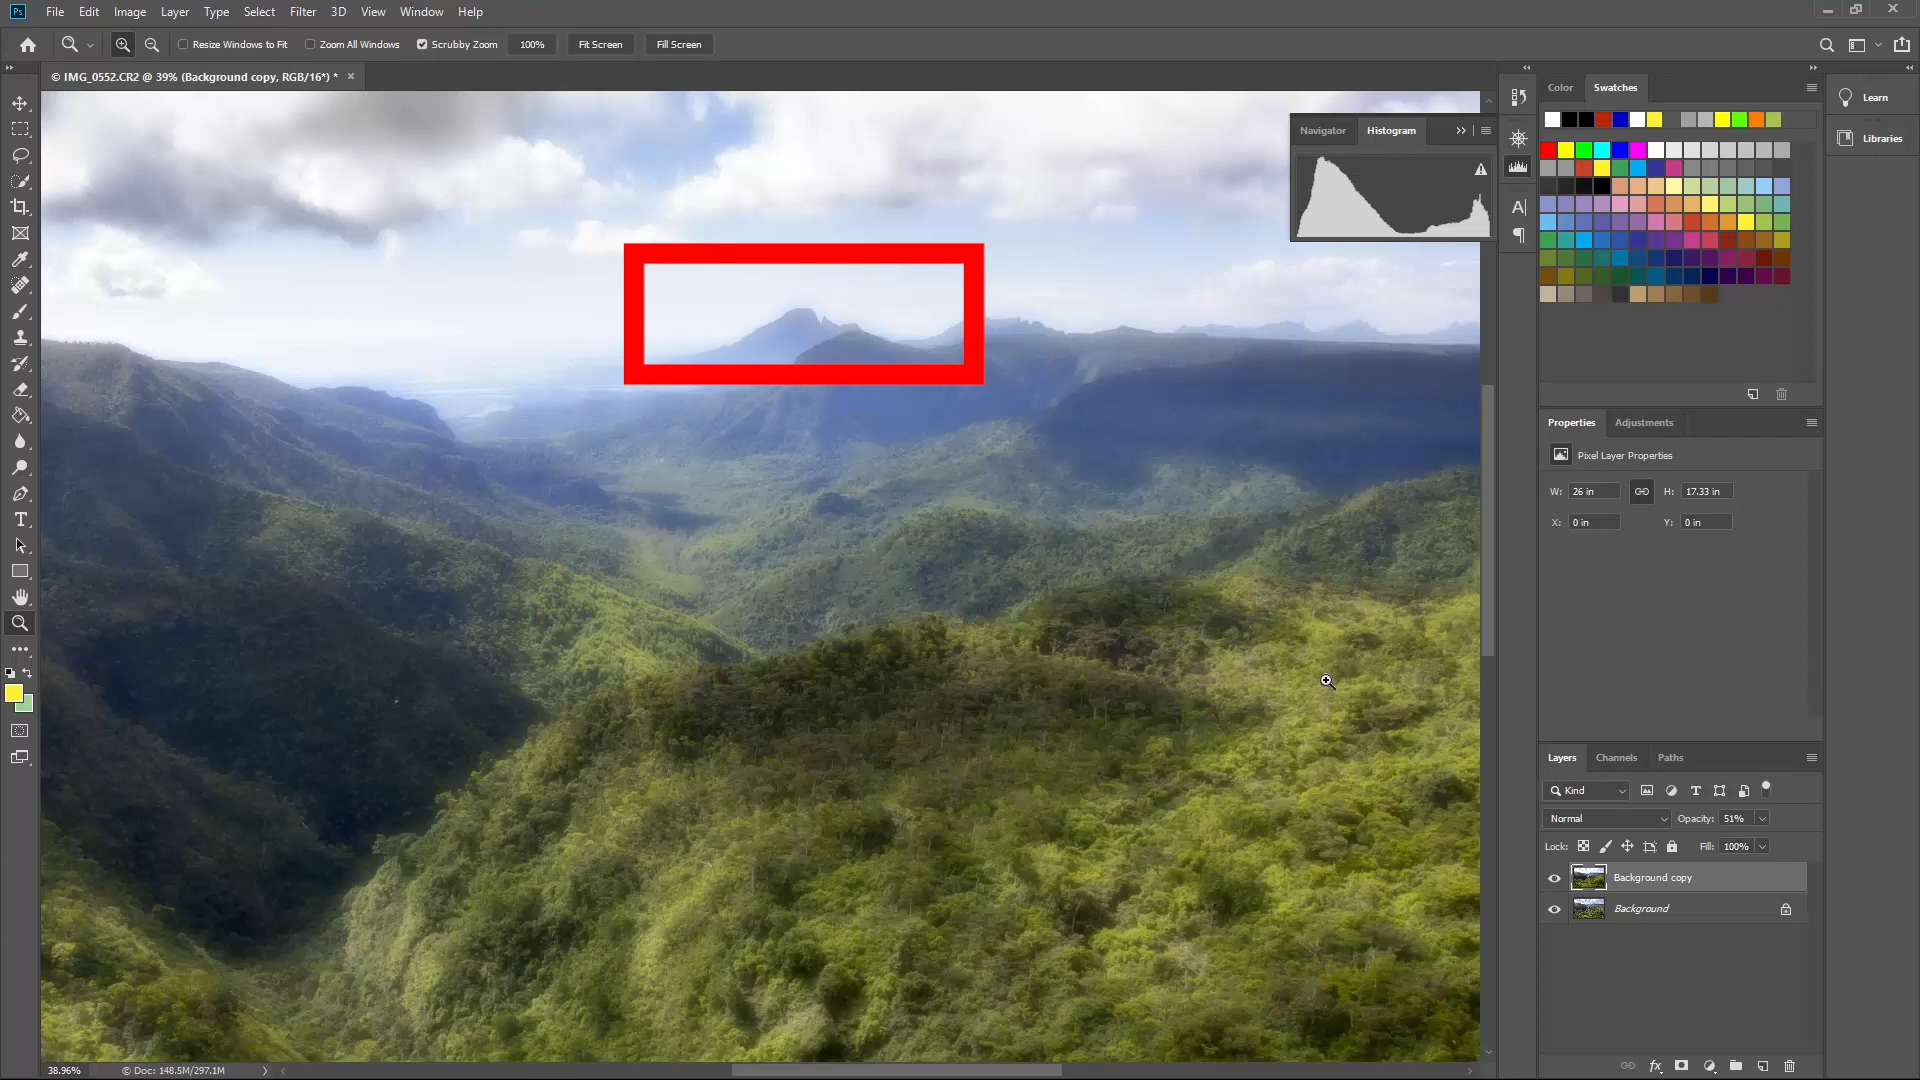 Ps File Edit Image Layer Type Select Filter 3D View Window Help
Resize Windows to Fit Zoom All Windows Scrubby Zoom 100% Fit Screen Fill Screen
© IMG_0552.CR2 @ 39% (Background copy, RGB/16*) * ×
Navigator Histogram
Color Swatches
Learn
Libraries
Properties Adjustments
Pixel Layer Properties
W: 26 in H: 17.33 in
X: 0 in Y: 0 in
Layers Channels Paths
Kind
Normal Opacity: 51%
Lock: Fill: 100%
Background copy
Background
38.96% © Doc: 148.5M/297.1M